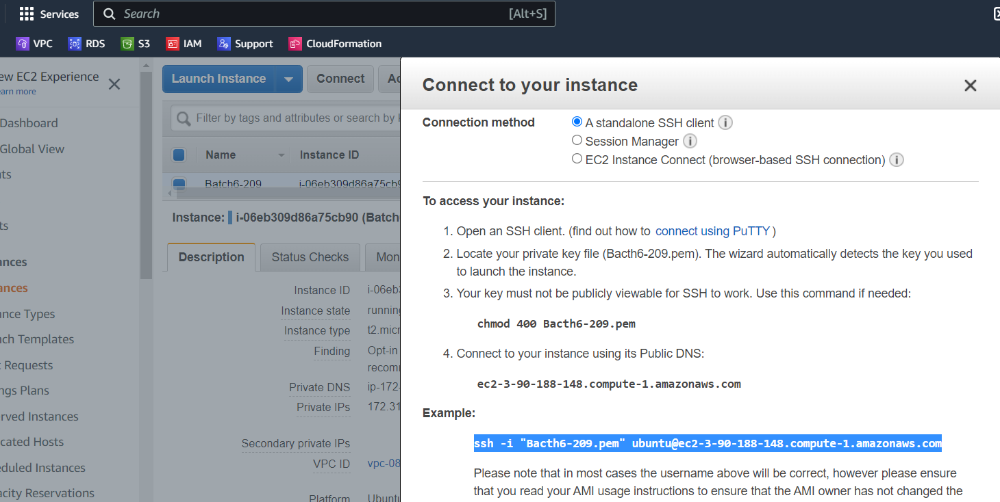 Services
Search [Alt+S]
VPC RDS S3 IAM Support CloudFormation
ew EC2 Experience
earn more
Dashboard
Global View
nts
ts
ances
ances
ance Types
nch Templates
t Requests
ngs Plans
erved Instances
cated Hosts
eduled Instances
acity Reservations
Launch Instance Connect Ac
Filter by tags and attributes or search by k
Name Instance ID
Batch6-209 i-06eb309d86a75cb9
Instance: i-06eb309d86a75cb90 (Batch
Description Status Checks Mon
Instance ID i-06eb3
Instance state running
Instance type t2.micr
Finding Opt-in
recomm
Private DNS ip-172-
Private IPs 172.31
Secondary private IPs
VPC ID vpc-08
Platform Ubuntu
Connect to your instance
Connection method A standalone SSH client
Session Manager
EC2 Instance Connect (browser-based SSH connection)
To access your instance:
1. Open an SSH client. (find out how to connect using PuTTY)
2. Locate your private key file (Bacth6-209.pem). The wizard automatically detects the key you used
to launch the instance.
3. Your key must not be publicly viewable for SSH to work. Use this command if needed:
chmod 400 Bacth6-209.pem
4. Connect to your instance using its Public DNS:
ec2-3-90-188-148.compute-1.amazonaws.com
Example:
ssh -i "Bacth6-209.pem" ubuntu@ec2-3-90-188-148.compute-1.amazonaws.com
Please note that in most cases the username above will be correct, however please ensure
that you read your AMI usage instructions to ensure that the AMI owner has not changed the